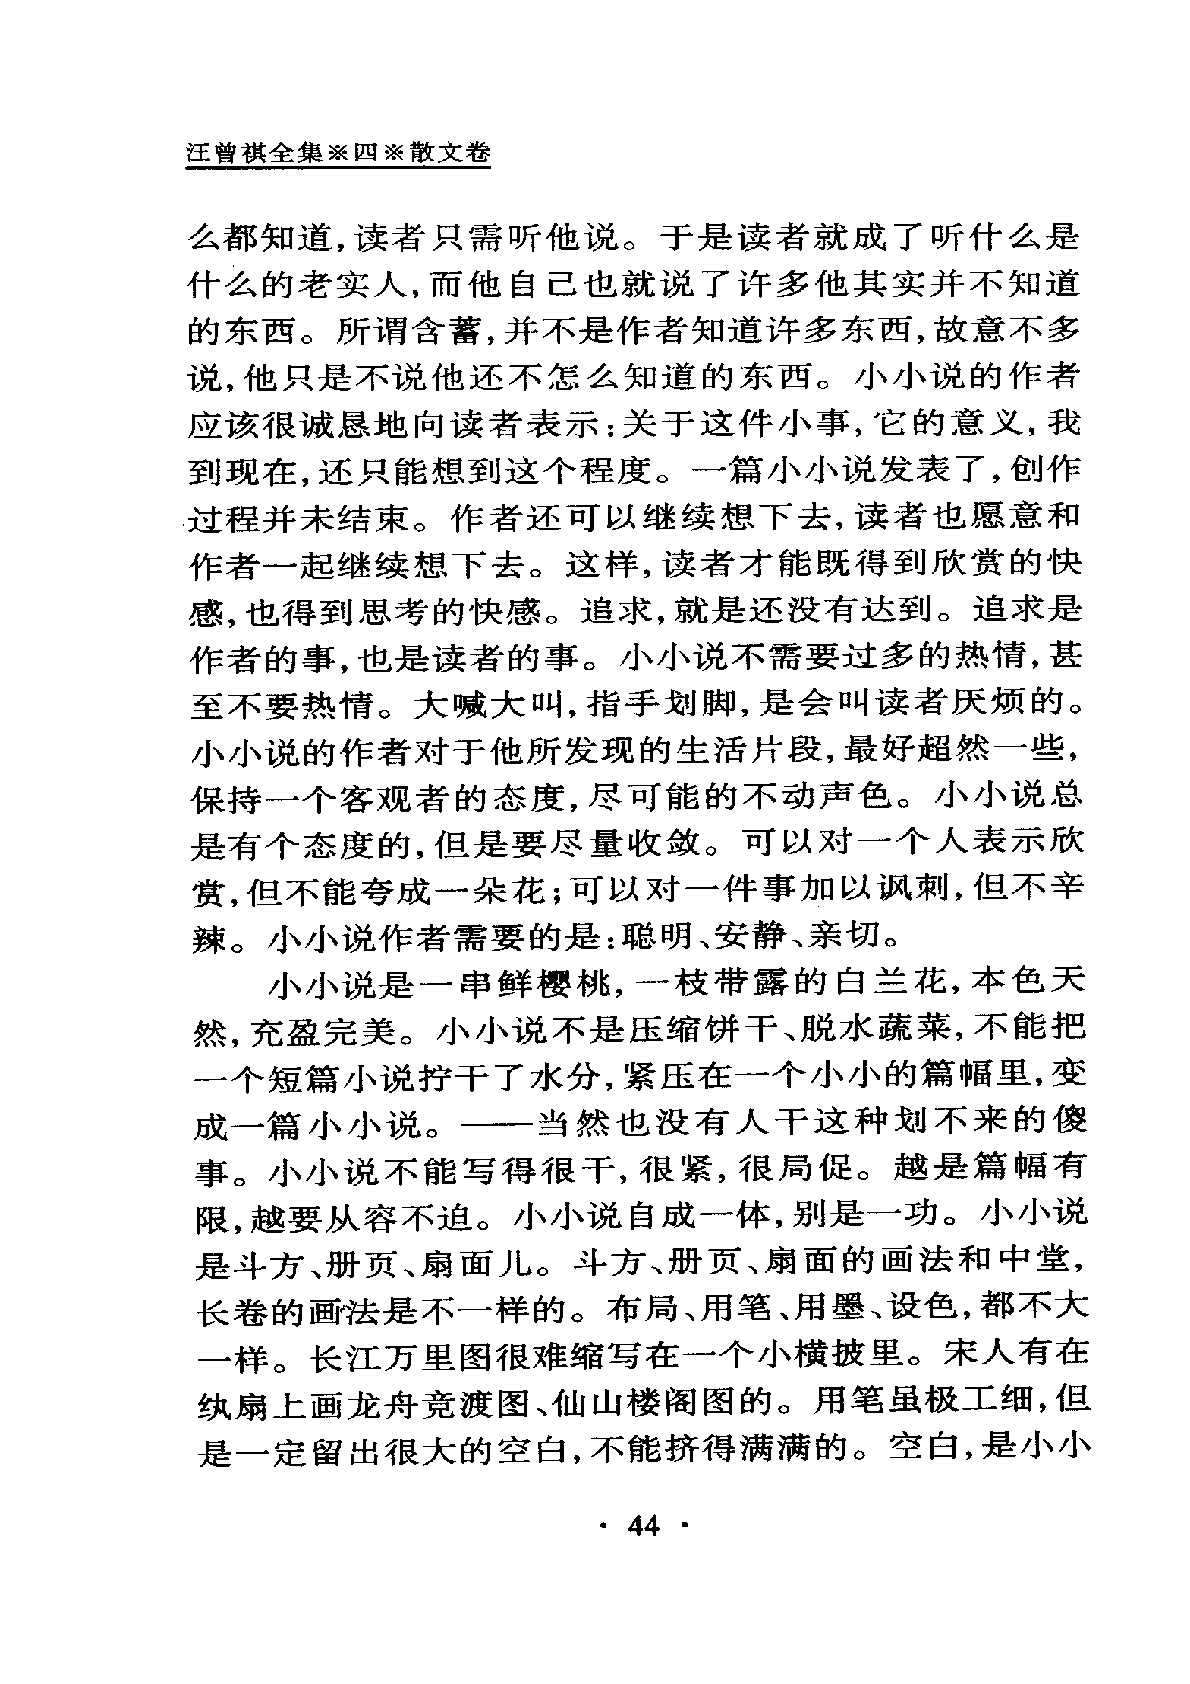 汪曾祺全集※四※散文卷
么都知道,读者只需听他说。于是读者就成了听什么是
什么的老实人,而他自己也就说了许多他其实并不知道
的东西。所谓含蓄,并不是作者知道许多东西,故意不多
说,他只是不说他还不怎么知道的东西。小小说的作者
应该很诚恳地向读者表示:关于这件小事,它的意义,我
到现在,还只能想到这个程度。一篇小小说发表了,创作
过程并未结束。作者还可以继续想下去,读者也愿意和
作者一起继续想下去。这样,读者才能既得到欣赏的快
感,也得到思考的快感。追求,就是还没有达到。追求是
作者的事,也是读者的事。小小说不需要过多的热情,甚
至不要热情。大喊大叫,指手划脚,是会叫读者厌烦的。
小小说的作者对于他所发现的生活片段,最好超然一些,
保持一个客观者的态度,尽可能的不动声色。小小说总
是有个态度的,但是要尽量收敛。可以对一个人表示欣
赏,但不能夸成一朵花;可以对一件事加以讽刺,但不辛
辣。小小说作者需要的是:聪明、安静、亲切。
小小说是一串鲜樱桃,一枝带露的白兰花,本色天
然,充盈完美。小小说不是压缩饼干、脱水蔬菜,不能把
一个短篇小说拧干了水分,紧压在一个小小的篇幅里,变
成一篇小小说。——当然也没有人干这种划不来的傻
事。小小说不能写得很干,很紧,很局促。越是篇幅有
限,越要从容不迫。小小说自成一体,别是一功。小小说
是斗方、册页、扇面儿。斗方、册页、扇面的画法和中堂,
长卷的画法是不一样的。布局、用笔、用墨、设色,都不大
一样。长江万里图很难缩写在一个小横披里。宋人有在
纨扇上画龙舟竞渡图、仙山楼阁图的。用笔虽极工细,但
是一定留出很大的空白,不能挤得满满的。空白,是小小
· 44 ·